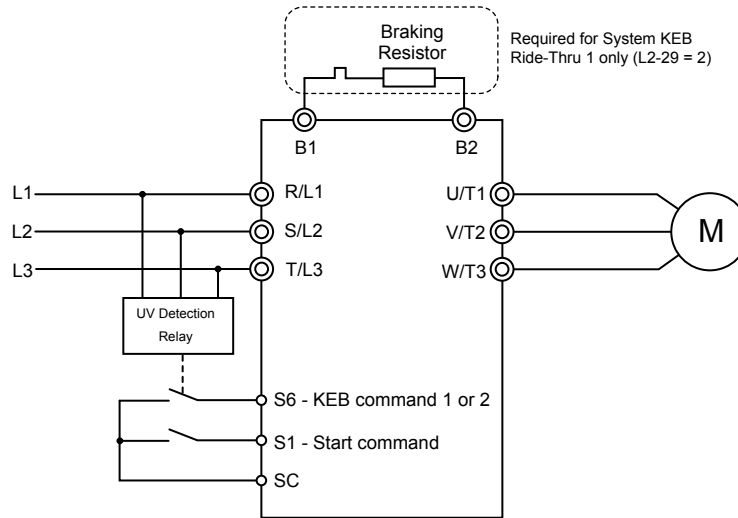 Braking
Resistor
Required for System KEB
Ride-Thru 1 only (L2-29 = 2)
B1
B2
L1
R/L1
U/T1
L2
S/L2
V/T2
M
L3
T/L3
W/T3
UV Detection
Relay
S6 - KEB command 1 or 2
S1 - Start command
SC